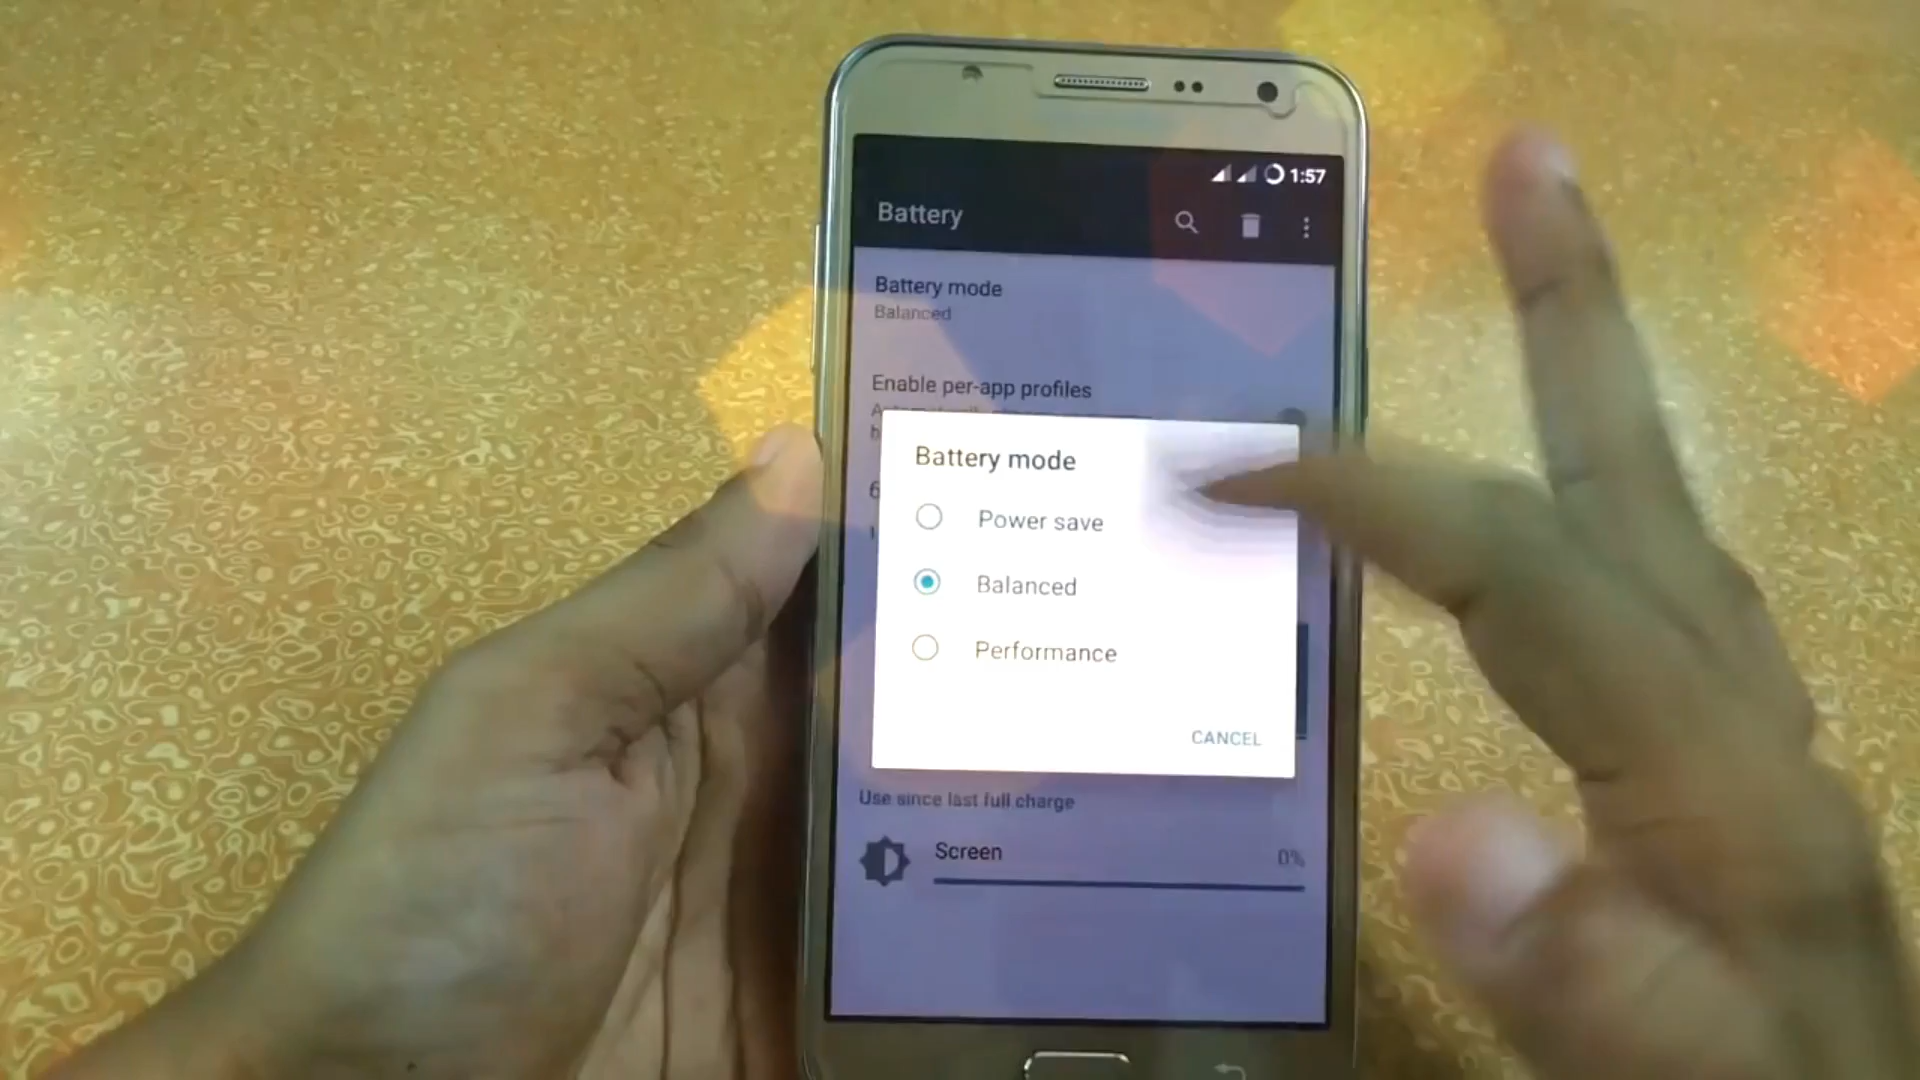 1:57
Battery
Battery mode
Balanced
Enable per-app profiles
Battery mode
Power save
Balanced
Performance
CANCEL
Use since last full charge
Screen
0%